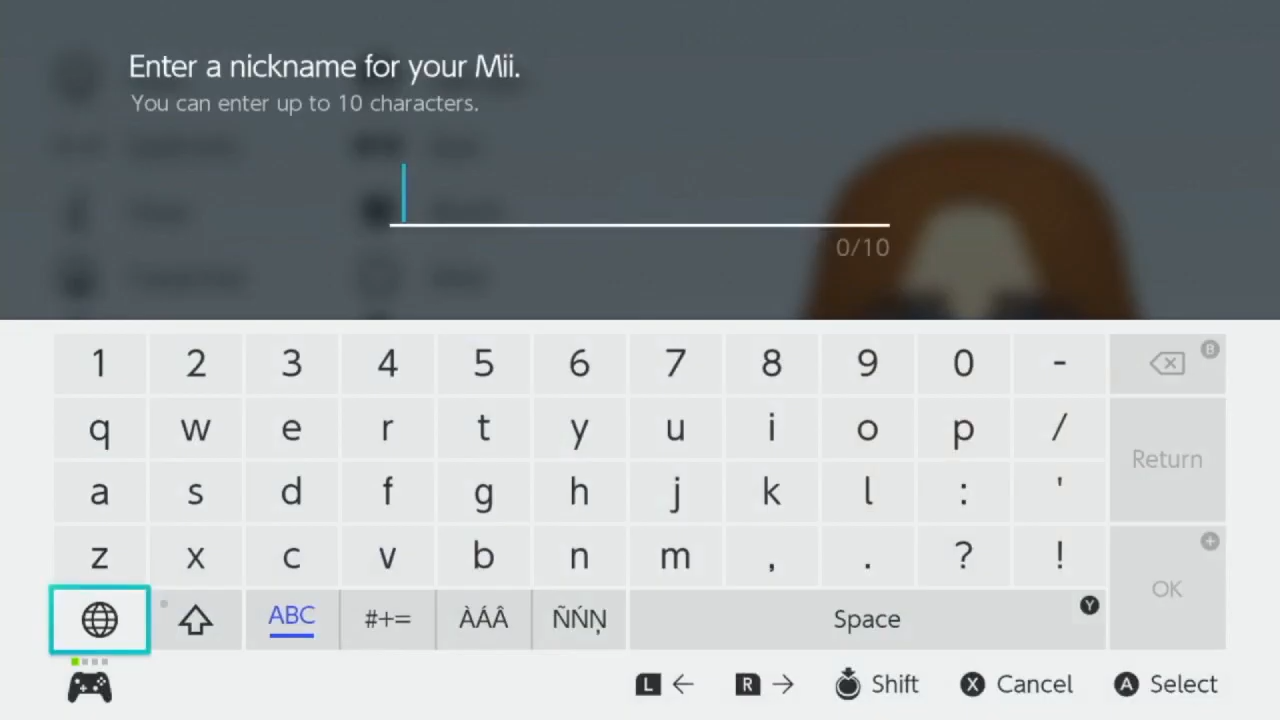 Enter a nickname for your Mii.
You can enter up to 10 characters.
0/10
1 2 3 4 5 6 7 8 9 0 - B
q w e r t y u i o p /
Return
a s d f g h j k l : '
z x c v b n m , . ? ! +
OK
ABC #+= ÀÁÂ ÑŃŅ Space Y
L ← R → Shift X Cancel A Select